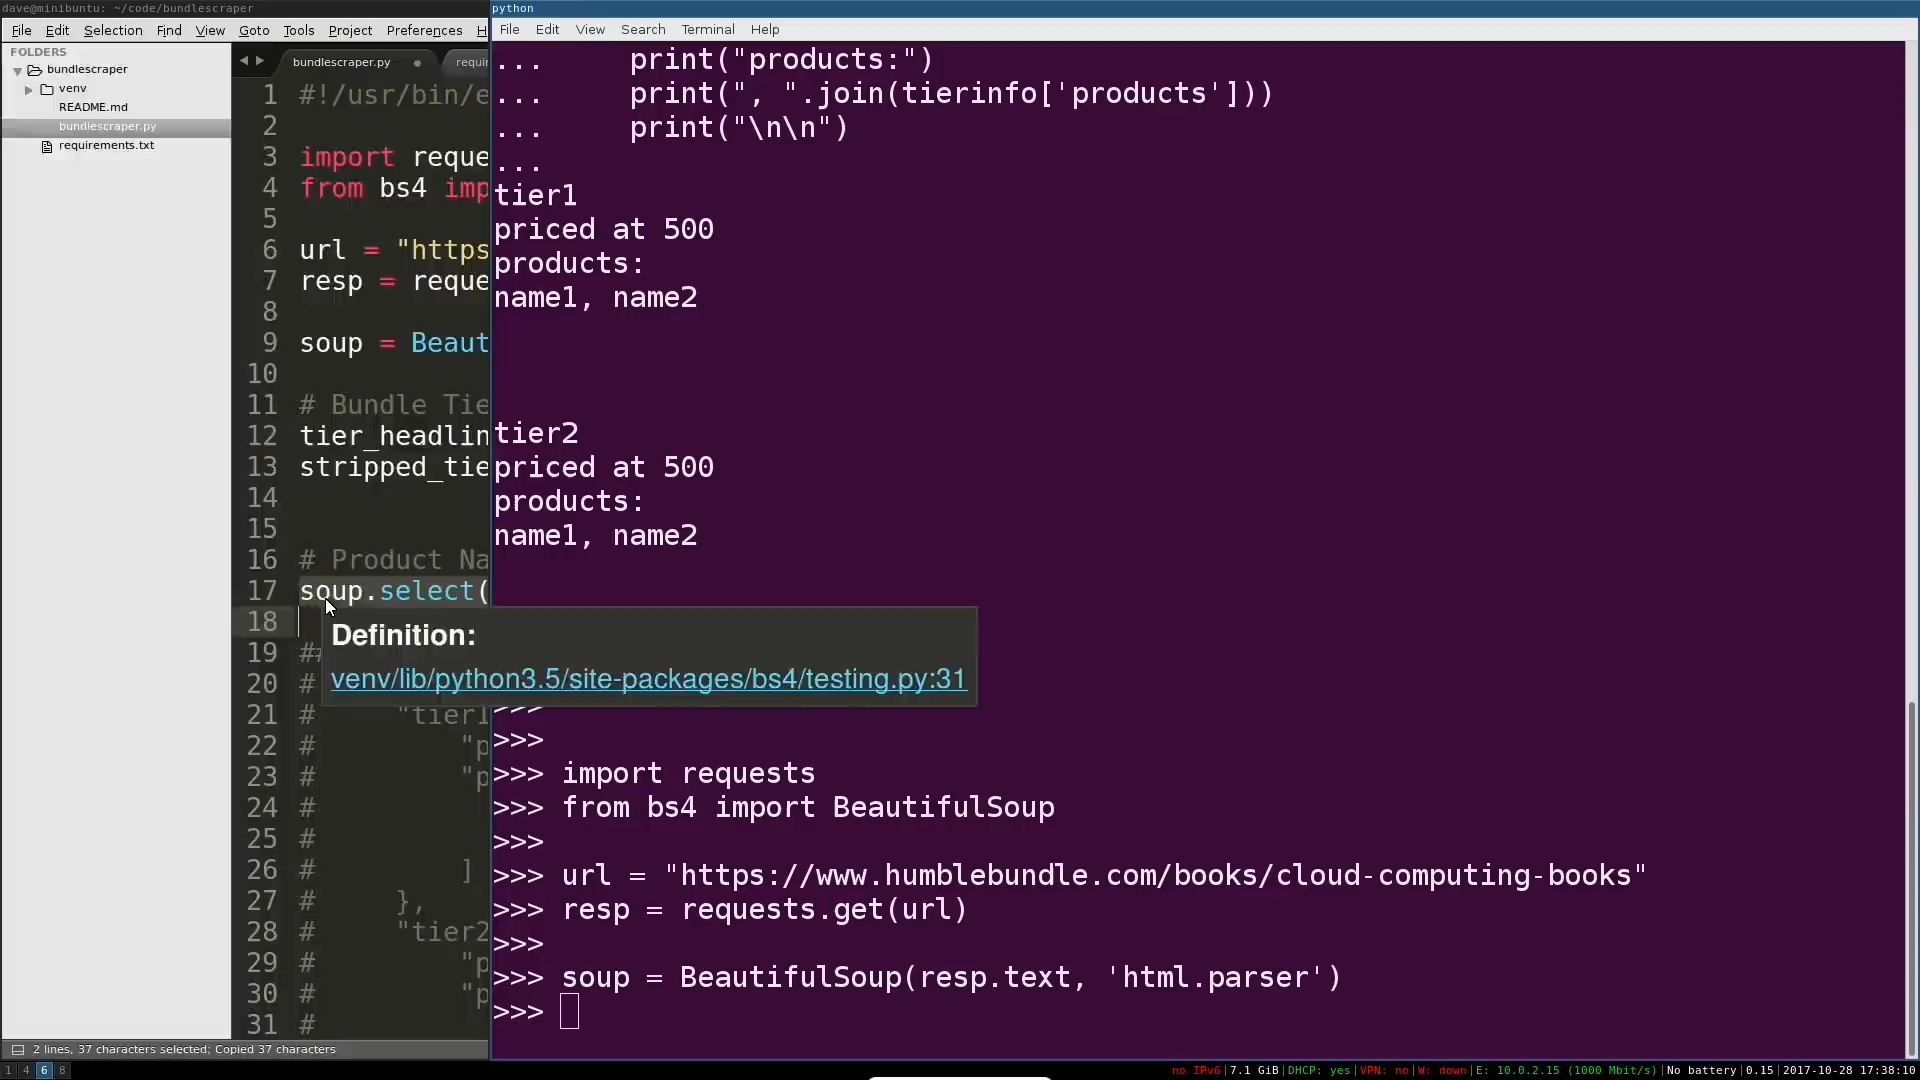 dave@minibuntu: ~/code/bundlescraper
File Edit Selection Find View Goto Tools Project Preferences H
FOLDERS
bundlescraper
venv
README.md
bundlescraper.py
requirements.txt
bundlescraper.py requir
1 #!/usr/bin/e
2
3 import reque
4 from bs4 imp
5
6 url = "https
7 resp = reque
8
9 soup = Beaut
10
11 # Bundle Tie
12 tier_headlin
13 stripped_tie
14
15
16 # Product Na
17 soup.select(
18
19 ##
20 #
21 "tier1
22 # "p
23 # "p
24 #
25 #
26 # ]
27 # },
28 # "tier2
29 # "p
30 # "p
31 #
2 lines, 37 characters selected; Copied 37 characters
Definition:
venv/lib/python3.5/site-packages/bs4/testing.py:31
python
File Edit View Search Terminal Help
... print("products:")
... print(", ".join(tierinfo['products']))
... print("\n\n")
...
tier1
priced at 500
products:
name1, name2
tier2
priced at 500
products:
name1, name2
>>>
>>>
>>> import requests
>>> from bs4 import BeautifulSoup
>>>
>>> url = "https://www.humblebundle.com/books/cloud-computing-books"
>>> resp = requests.get(url)
>>>
>>> soup = BeautifulSoup(resp.text, 'html.parser')
>>>
1 4 6 8
no IPv6|7.1 GiB|DHCP: yes|VPN: no|W: down|E: 10.0.2.15 (1000 Mbit/s)|No battery|0.15|2017-10-28 17:38:10